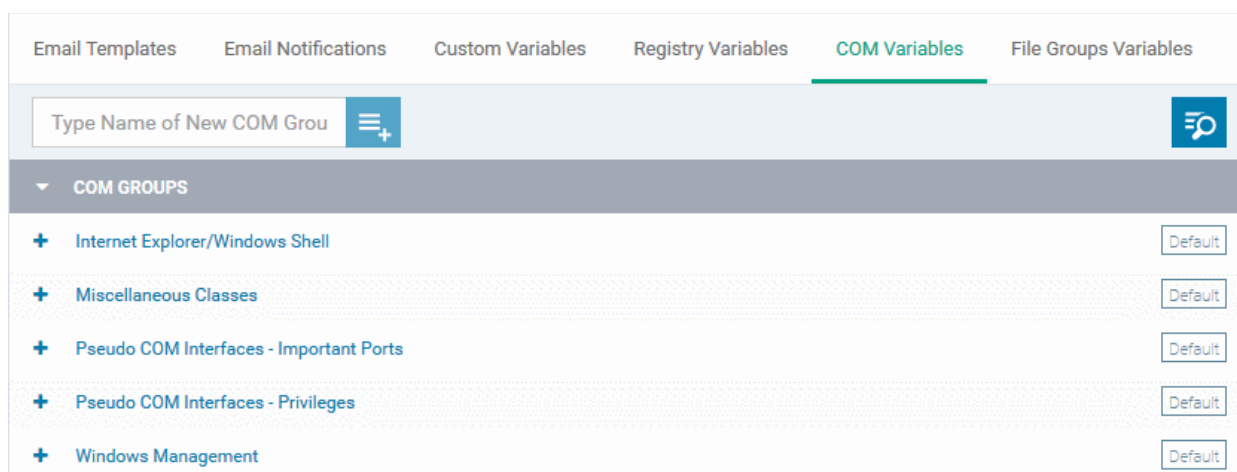 Email Templates Email Notifications Custom Variables Registry Variables COM Variables File Groups Variables
Type Name of New COM Grou
COM GROUPS
Internet Explorer/Windows Shell Default
Miscellaneous Classes Default
Pseudo COM Interfaces - Important Ports Default
Pseudo COM Interfaces - Privileges Default
Windows Management Default